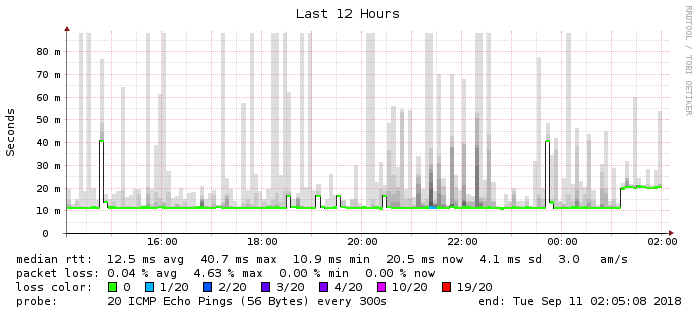 Last 12 Hours
RRDTOOL / TOBI OETIKER
Seconds
80 m
70 m
60 m
50 m
40 m
30 m
20 m
10 m
0
16:00 18:00 20:00 22:00 00:00 02:00
median rtt: 12.5 ms avg 40.7 ms max 10.9 ms min 20.5 ms now 4.1 ms sd 3.0 am/s
packet loss: 0.04 % avg 4.63 % max 0.00 % min 0.00 % now
loss color: 0 1/20 2/20 3/20 4/20 10/20 19/20
probe: 20 ICMP Echo Pings (56 Bytes) every 300s end: Tue Sep 11 02:05:08 2018